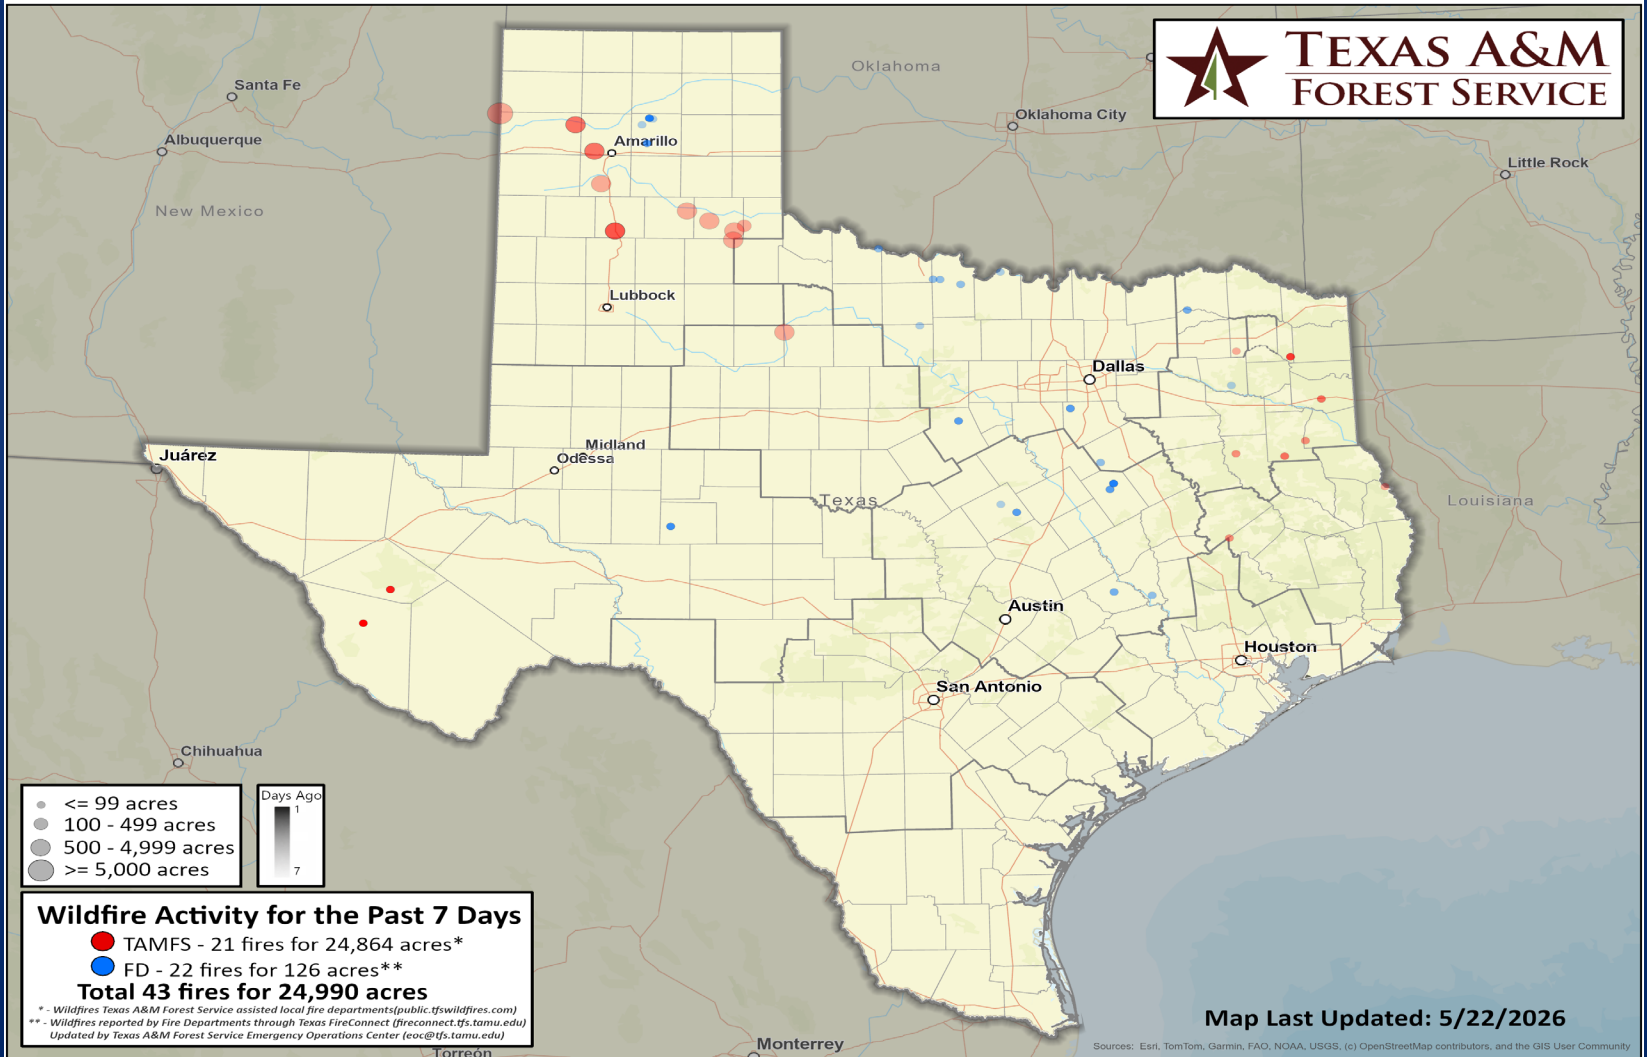 TEXAS A&M
FOREST SERVICE
Oklahoma
Santa Fe
Oklahoma City
Albuquerque
Amarillo
Little Rock
New Mexico
Lubbock
Dallas
Midland
Odessa
Juárez
Texas
Louisiana
Austin
Houston
San Antonio
Chihuahua
<= 99 acres
100 - 499 acres
500 - 4,999 acres
>= 5,000 acres
Days Ago
1
7
Wildfire Activity for the Past 7 Days
TAMFS - 21 fires for 24,864 acres*
FD - 22 fires for 126 acres**
Total 43 fires for 24,990 acres
* - Wildfires Texas A&M Forest Service assisted local fire departments(public.tfswildfires.com)
** - Wildfires reported by Fire Departments through Texas FireConnect (fireconnect.tfs.tamu.edu)
Updated by Texas A&M Forest Service Emergency Operations Center (eoc@tfs.tamu.edu)
Torreón
Monterrey
Map Last Updated: 5/22/2026
Sources: Esri, TomTom, Garmin, FAO, NOAA, USGS, (c) OpenStreetMap contributors, and the GIS User Community